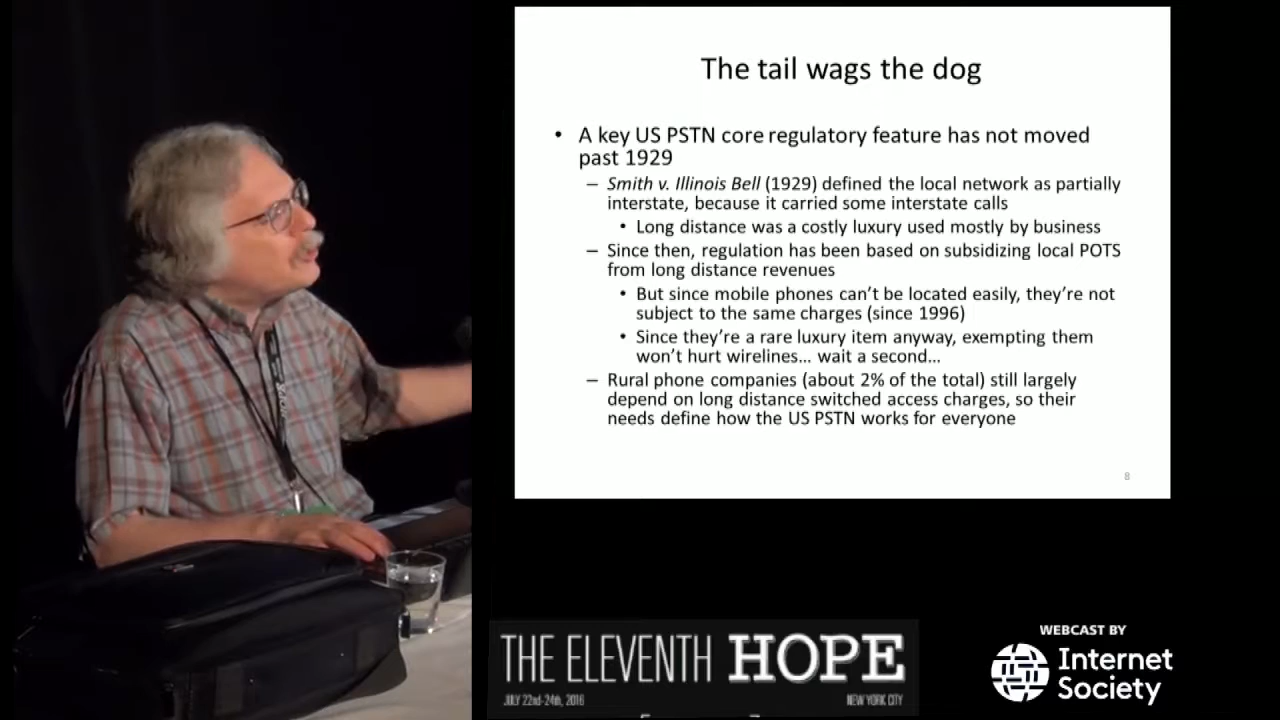 The tail wags the dog
• A key US PSTN core regulatory feature has not moved
past 1929
– Smith v. Illinois Bell (1929) defined the local network as partially
interstate, because it carried some interstate calls
• Long distance was a costly luxury used mostly by business
– Since then, regulation has been based on subsidizing local POTS
from long distance revenues
• But since mobile phones can’t be located easily, they’re not
subject to the same charges (since 1996)
• Since they’re a rare luxury item anyway, exempting them
won’t hurt wirelines… wait a second…
– Rural phone companies (about 2% of the total) still largely
depend on long distance switched access charges, so their
needs define how the US PSTN works for everyone
8
THE ELEVENTH HOPE
JULY 22nd-24th, 2016 NEW YORK CITY
WEBCAST BY
Internet
Society